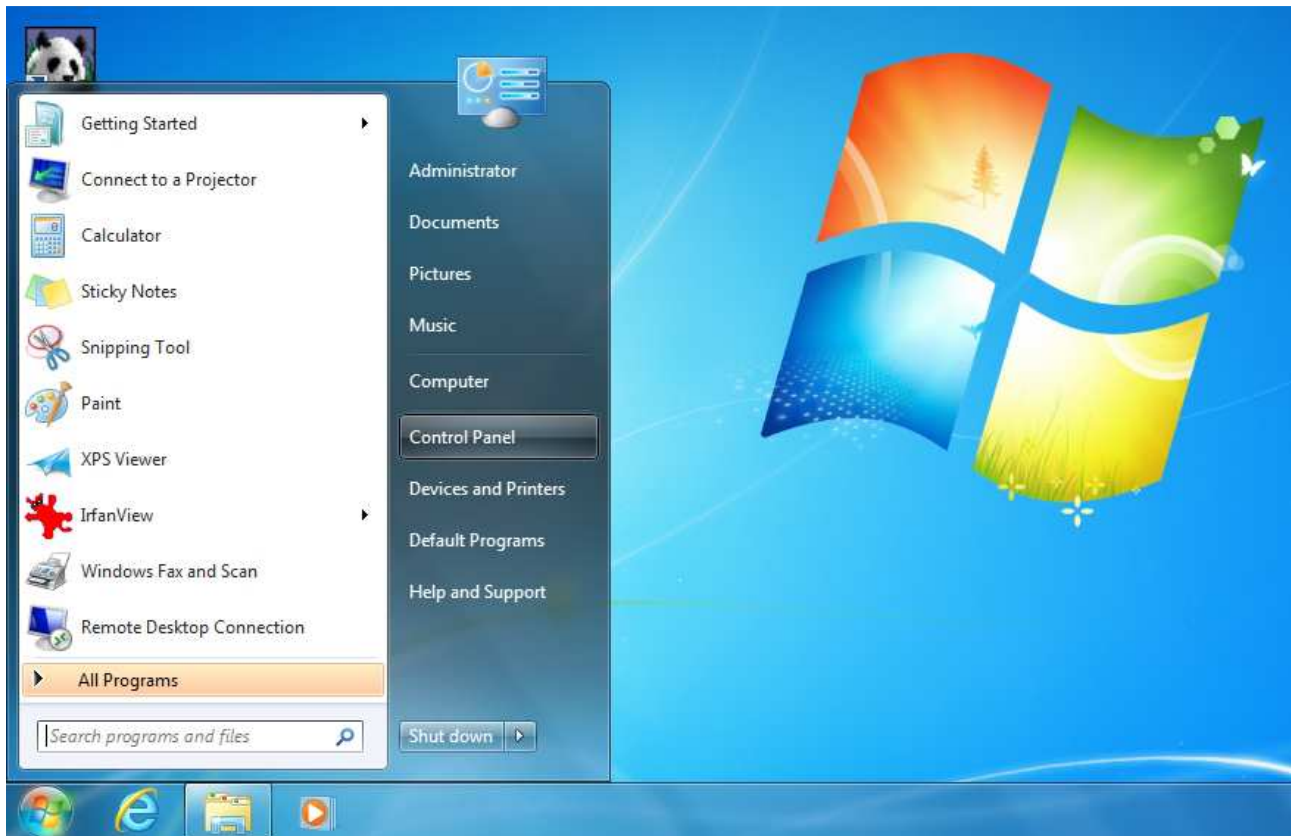 Getting Started
Connect to a Projector
Calculator
Sticky Notes
Snipping Tool
Paint
XPS Viewer
IrfanView
Windows Fax and Scan
Remote Desktop Connection
All Programs
Search programs and files
Administrator
Documents
Pictures
Music
Computer
Control Panel
Devices and Printers
Default Programs
Help and Support
Shut down